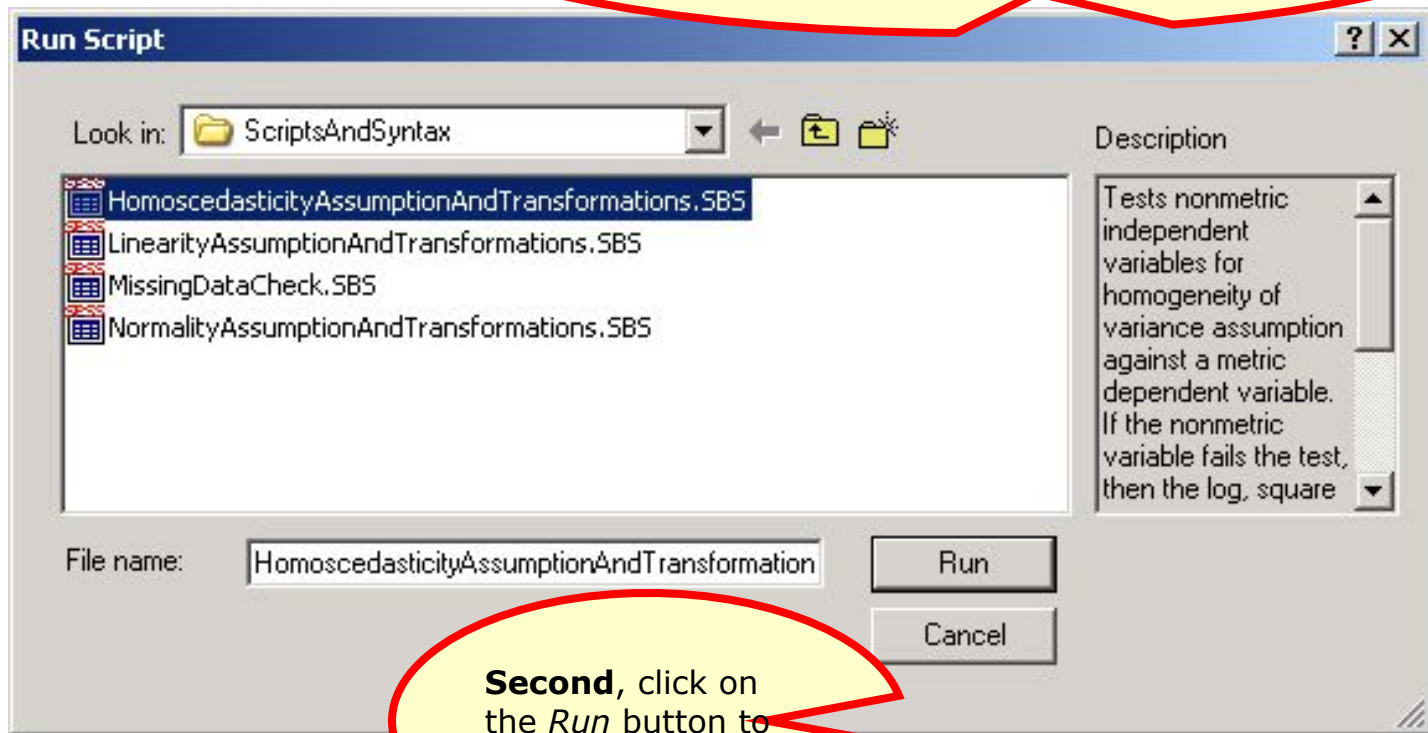 Run Script
Look in: ScriptsAndSyntax
Description
HomoscedasticityAssumptionAndTransformations.SBS
LinearityAssumptionAndTransformations.SBS
MissingDataCheck.SBS
NormalityAssumptionAndTransformations.SBS
Tests nonmetric
independent
variables for
homogeneity of
variance assumption
against a metric
dependent variable.
If the nonmetric
variable fails the test,
then the log, square
File name: HomoscedasticityAssumptionAndTransformation
Run
Cancel
Second, click on
the Run button to